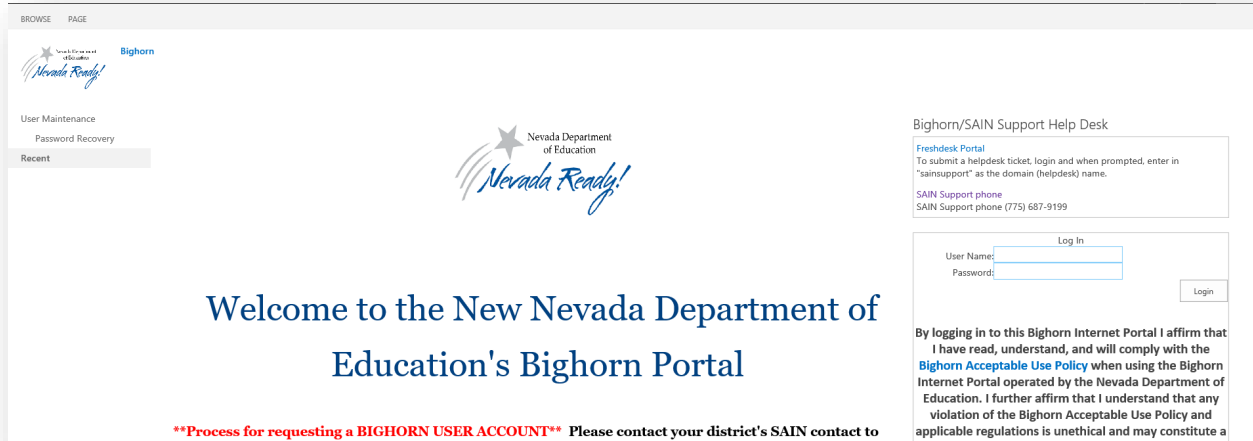 BROWSE PAGE
Nevada Department
of Education
Nevada Ready!
Bighorn
User Maintenance
Password Recovery
Recent
Nevada Department
of Education
Nevada Ready!
Welcome to the New Nevada Department of
Education's Bighorn Portal
**Process for requesting a BIGHORN USER ACCOUNT** Please contact your district's SAIN contact to
Bighorn/SAIN Support Help Desk
Freshdesk Portal
To submit a helpdesk ticket, login and when prompted, enter in
"sainsupport" as the domain (helpdesk) name.
SAIN Support phone
SAIN Support phone (775) 687-9199
Log In
User Name:
Password:
Login
By logging in to this Bighorn Internet Portal I affirm that
I have read, understand, and will comply with the
Bighorn Acceptable Use Policy when using the Bighorn
Internet Portal operated by the Nevada Department of
Education. I further affirm that I understand that any
violation of the Bighorn Acceptable Use Policy and
applicable regulations is unethical and may constitute a